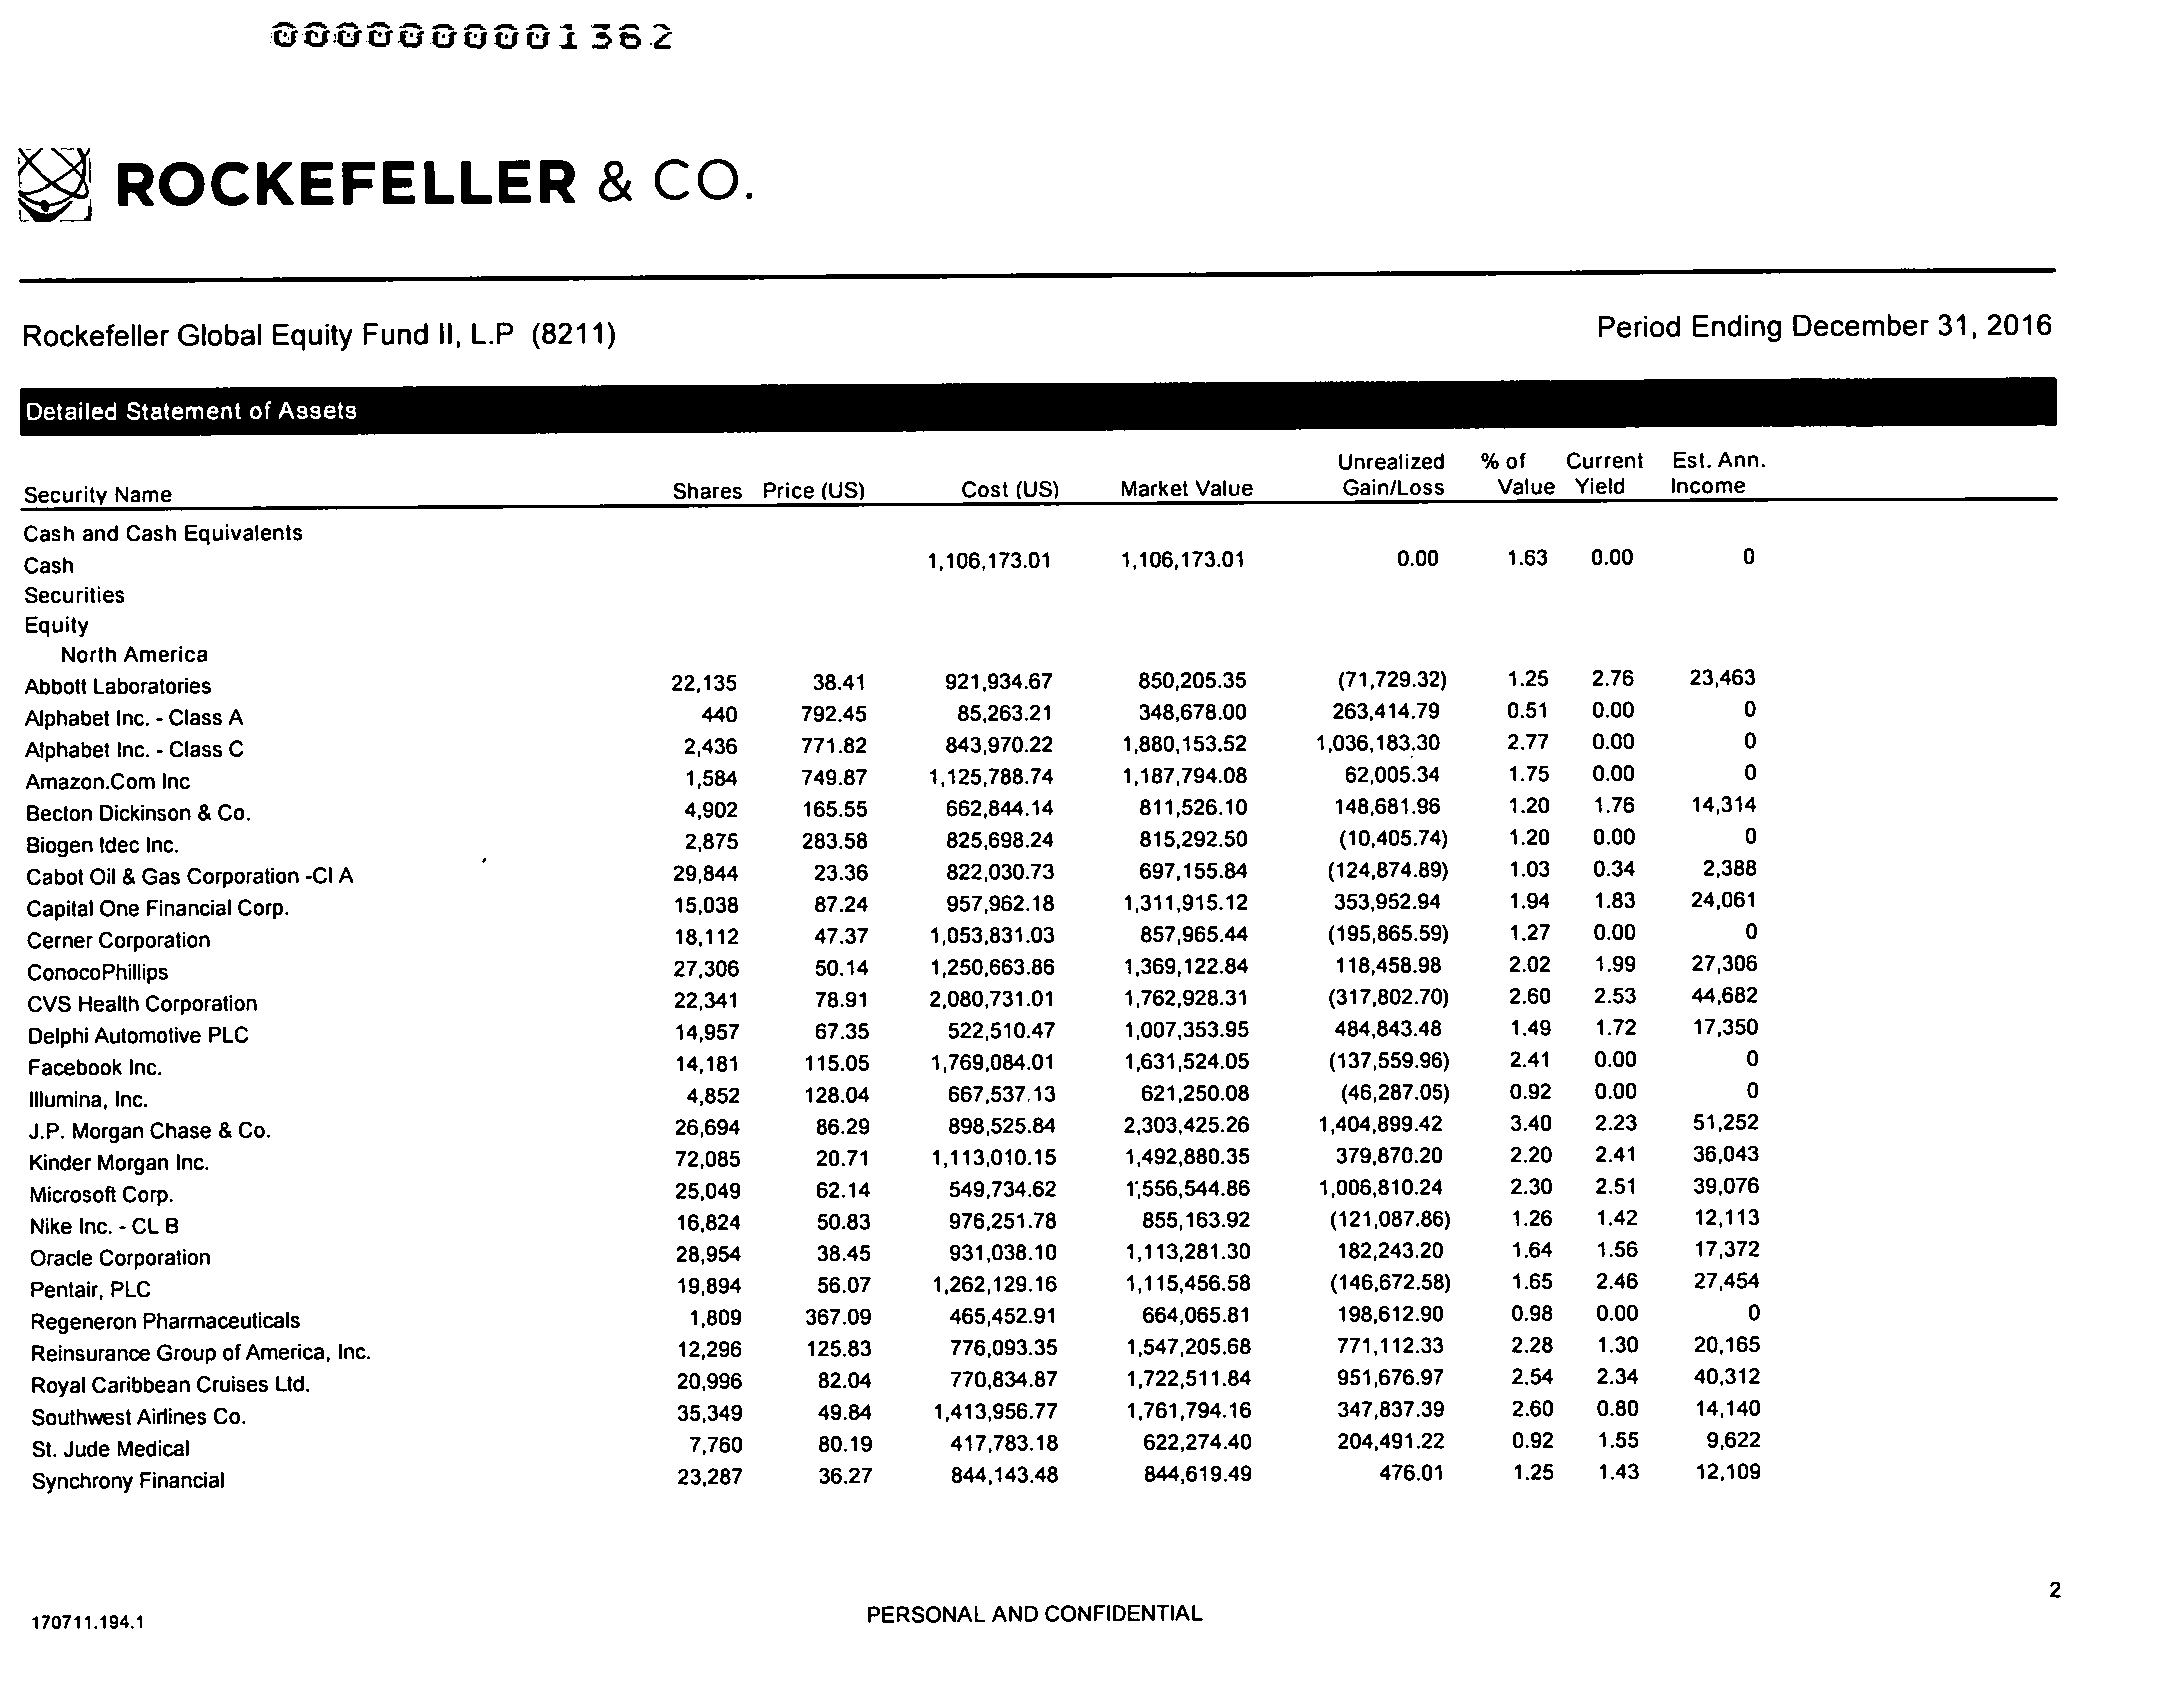 0000000001362
ROCKEFELLER & CO.
Rockefeller Global Equity Fund II, L.P (8211) Period Ending December 31, 2016
Detailed Statement of Assets
Unrealized % of Current Est. Ann.
Security Name Shares Price (US) Cost (US) Market Value Gain/Loss Value Yield Income
Cash and Cash Equivalents
Cash 1,106,173.01 1,106,173.01 0.00 1.63 0.00 0
Securities
Equity
North America
Abbott Laboratories 22,135 38.41 921,934.67 850,205.35 (71,729.32) 1.25 2.76 23,463
Alphabet Inc. - Class A 440 792.45 85,263.21 348,678.00 263,414.79 0.51 0.00 0
Alphabet Inc. - Class C 2,436 771.82 843,970.22 1,880,153.52 1,036,183.30 2.77 0.00 0
Amazon.Com Inc 1,584 749.87 1,125,788.74 1,187,794.08 62,005.34 1.75 0.00 0
Becton Dickinson & Co. 4,902 165.55 662,844.14 811,526.10 148,681.96 1.20 1.76 14,314
Biogen Idec Inc. 2,875 283.58 825,698.24 815,292.50 (10,405.74) 1.20 0.00 0
Cabot Oil & Gas Corporation -Cl A 29,844 23.36 822,030.73 697,155.84 (124,874.89) 1.03 0.34 2,388
Capital One Financial Corp. 15,038 87.24 957,962.18 1,311,915.12 353,952.94 1.94 1.83 24,061
Cerner Corporation 18,112 47.37 1,053,831.03 857,965.44 (195,865.59) 1.27 0.00 0
ConocoPhillips 27,306 50.14 1,250,663.86 1,369,122.84 118,458.98 2.02 1.99 27,306
CVS Health Corporation 22,341 78.91 2,080,731.01 1,762,928.31 (317,802.70) 2.60 2.53 44,682
Delphi Automotive PLC 14,957 67.35 522,510.47 1,007,353.95 484,843.48 1.49 1.72 17,350
Facebook Inc. 14,181 115.05 1,769,084.01 1,631,524.05 (137,559.96) 2.41 0.00 0
Illumina, Inc. 4,852 128.04 667,537.13 621,250.08 (46,287.05) 0.92 0.00 0
J.P. Morgan Chase & Co. 26,694 86.29 898,525.84 2,303,425.26 1,404,899.42 3.40 2.23 51,252
Kinder Morgan Inc. 72,085 20.71 1,113,010.15 1,492,880.35 379,870.20 2.20 2.41 36,043
Microsoft Corp. 25,049 62.14 549,734.62 1,556,544.86 1,006,810.24 2.30 2.51 39,076
Nike Inc. - CL B 16,824 50.83 976,251.78 855,163.92 (121,087.86) 1.26 1.42 12,113
Oracle Corporation 28,954 38.45 931,038.10 1,113,281.30 182,243.20 1.64 1.56 17,372
Pentair, PLC 19,894 56.07 1,262,129.16 1,115,456.58 (146,672.58) 1.65 2.46 27,454
Regeneron Pharmaceuticals 1,809 367.09 465,452.91 664,065.81 198,612.90 0.98 0.00 0
Reinsurance Group of America, Inc. 12,296 125.83 776,093.35 1,547,205.68 771,112.33 2.28 1.30 20,165
Royal Caribbean Cruises Ltd. 20,996 82.04 770,834.87 1,722,511.84 951,676.97 2.54 2.34 40,312
Southwest Airlines Co. 35,349 49.84 1,413,956.77 1,761,794.16 347,837.39 2.60 0.80 14,140
St. Jude Medical 7,760 80.19 417,783.18 622,274.40 204,491.22 0.92 1.55 9,622
Synchrony Financial 23,287 36.27 844,143.48 844,619.49 476.01 1.25 1.43 12,109
2
170711.194.1 PERSONAL AND CONFIDENTIAL